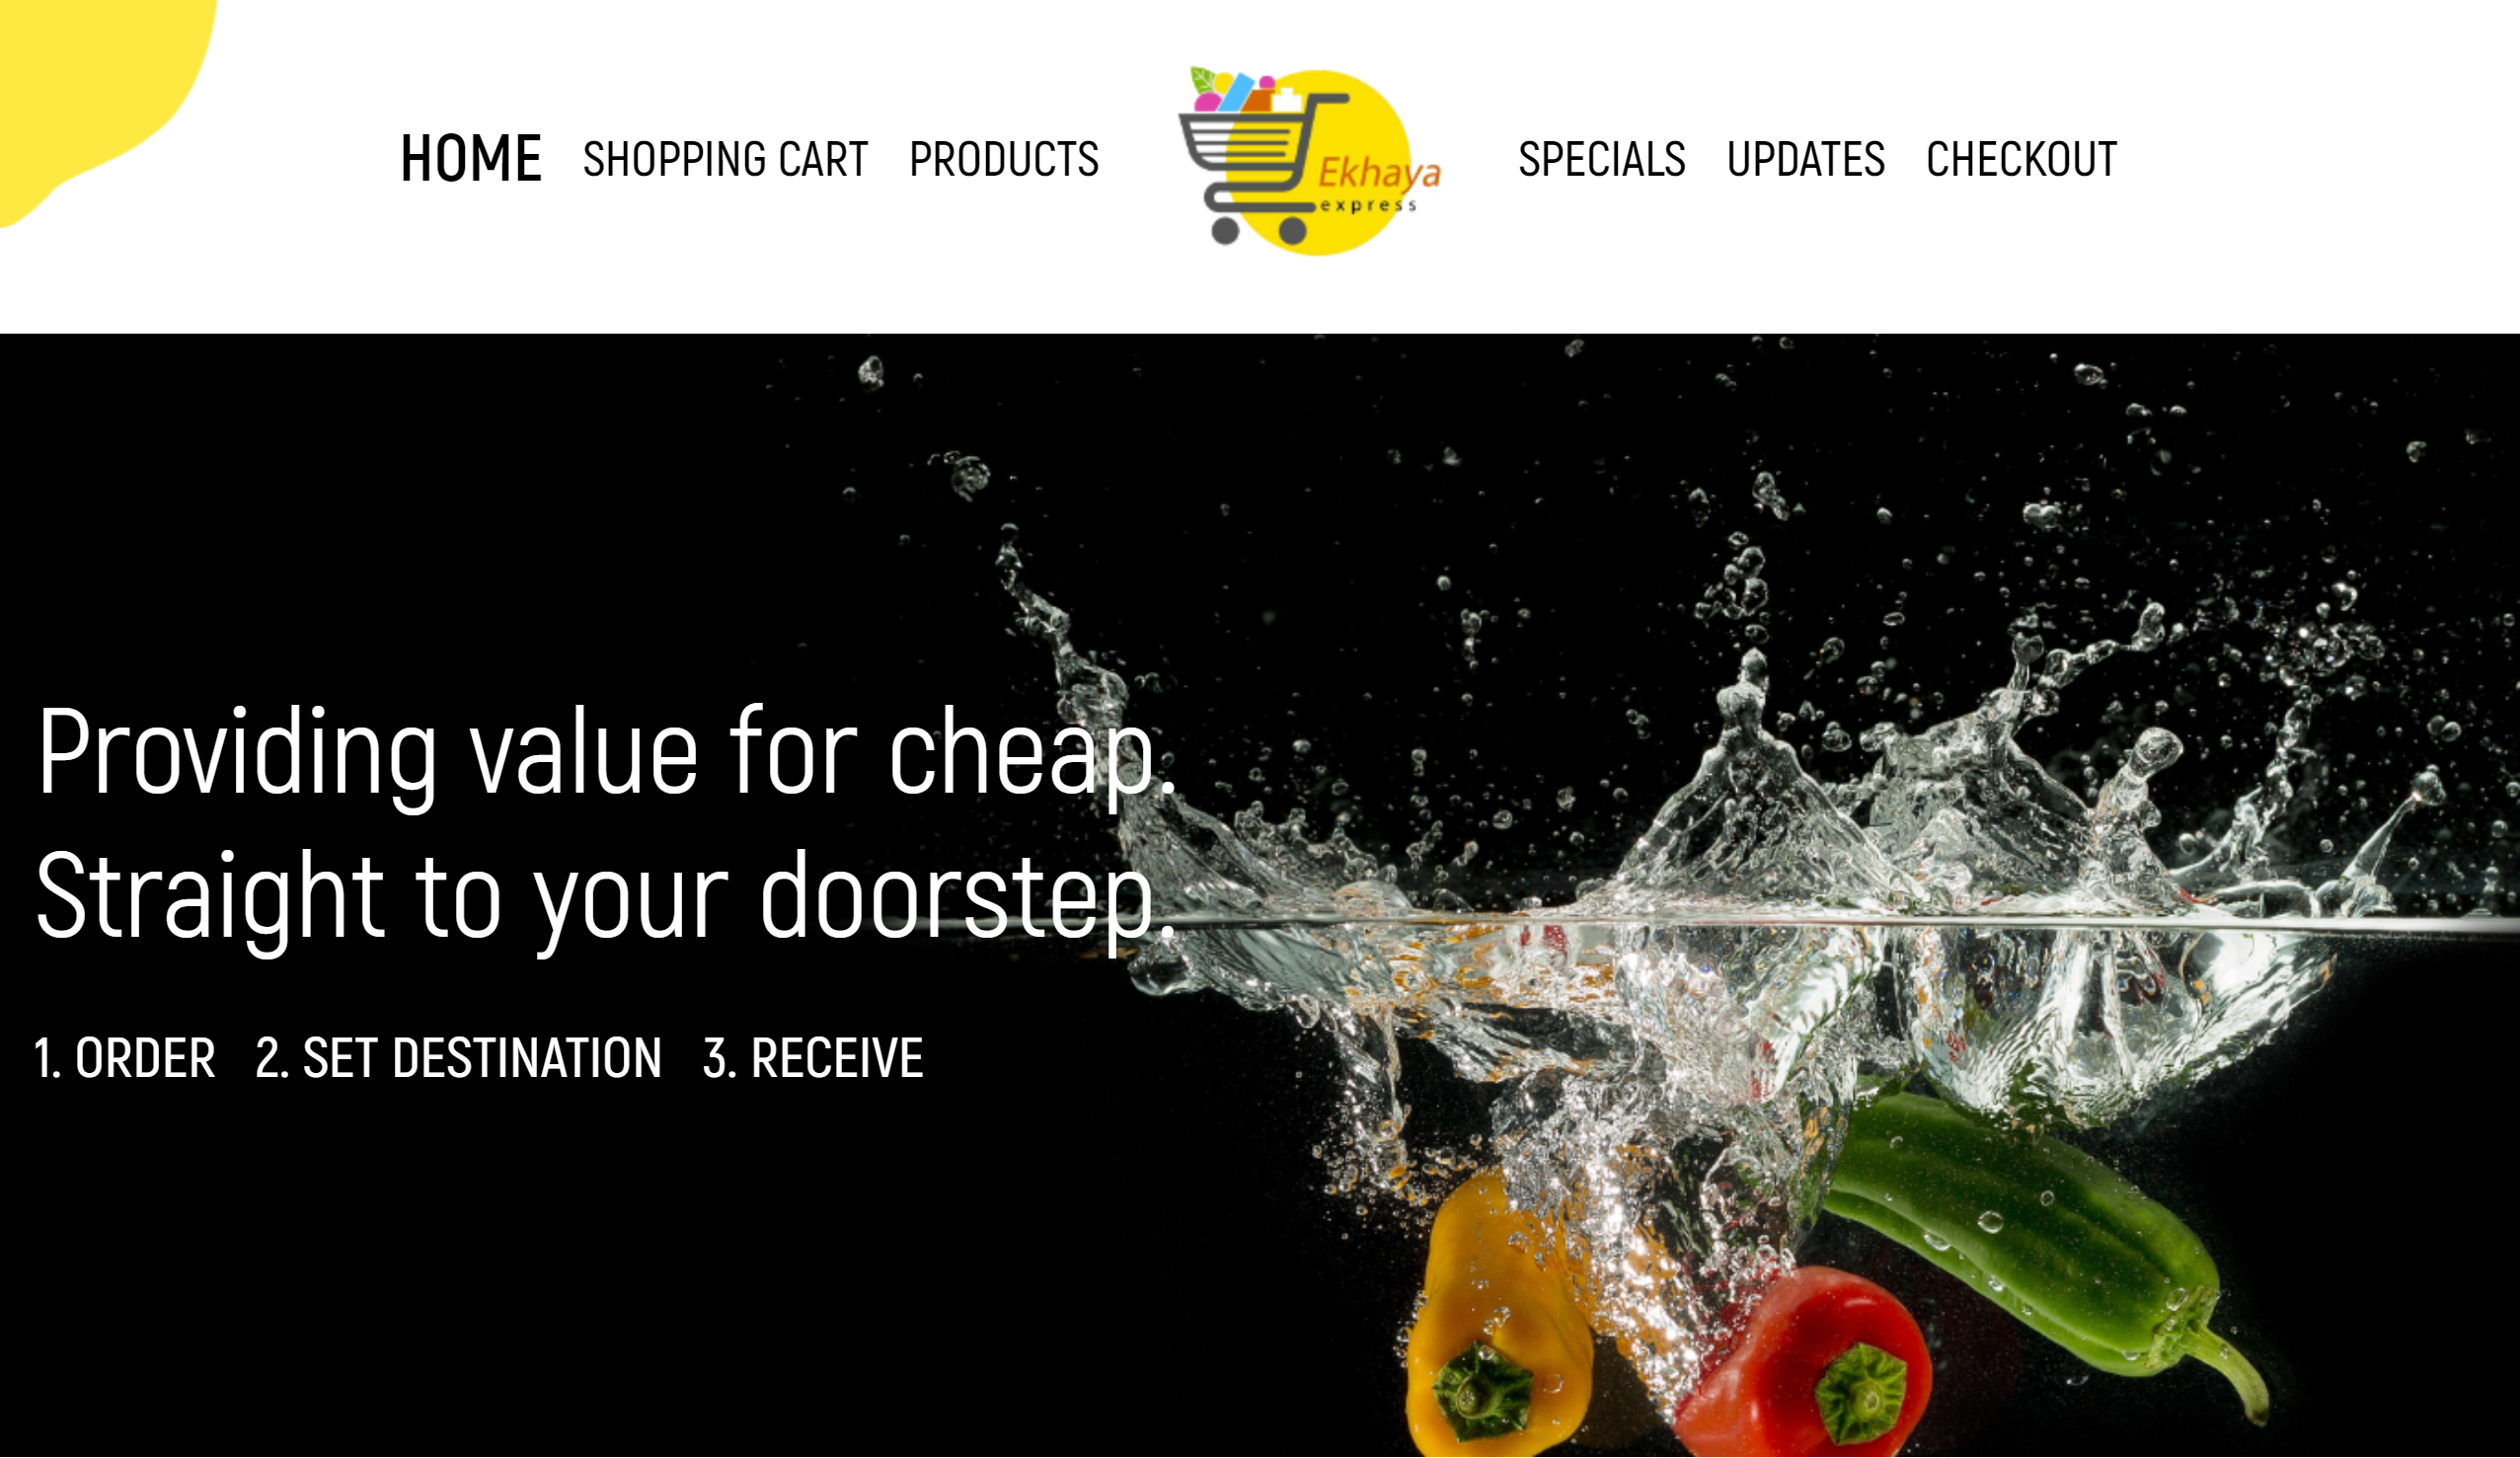 HOME SHOPPING CART PRODUCTS
Ekhaya
express
SPECIALS UPDATES CHECKOUT
Providing value for cheap.
Straight to your doorstep.
1. ORDER 2. SET DESTINATION 3. RECEIVE